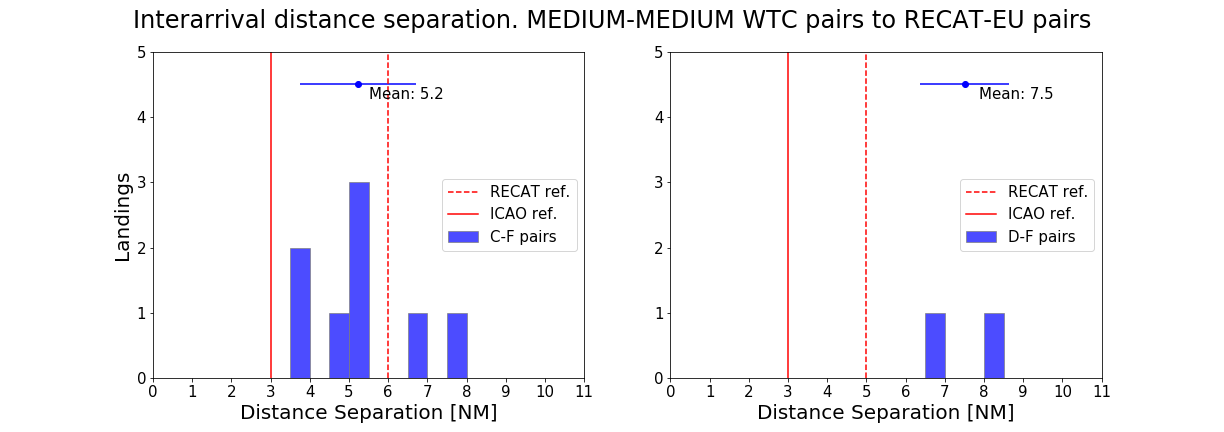 Interarrival distance separation. MEDIUM-MEDIUM WTC pairs to RECAT-EU pairs
Landings
5
4
3
2
1
0
Mean: 5.2
RECAT ref.
ICAO ref.
C-F pairs
0 1 2 3 4 5 6 7 8 9 10 11
Distance Separation [NM]
5
4
3
2
1
0
Mean: 7.5
RECAT ref.
ICAO ref.
D-F pairs
0 1 2 3 4 5 6 7 8 9 10 11
Distance Separation [NM]